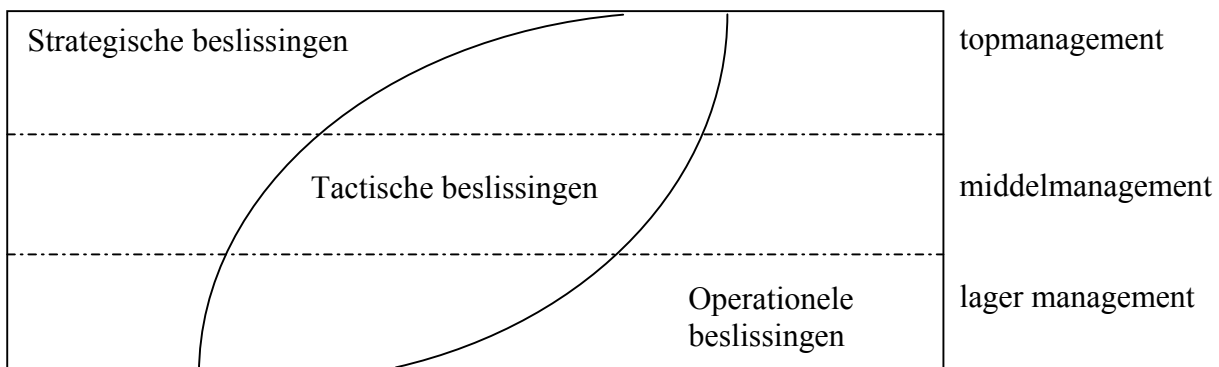 Strategische beslissingen
topmanagement
Tactische beslissingen
middelmanagement
Operationele
beslissingen
lager management